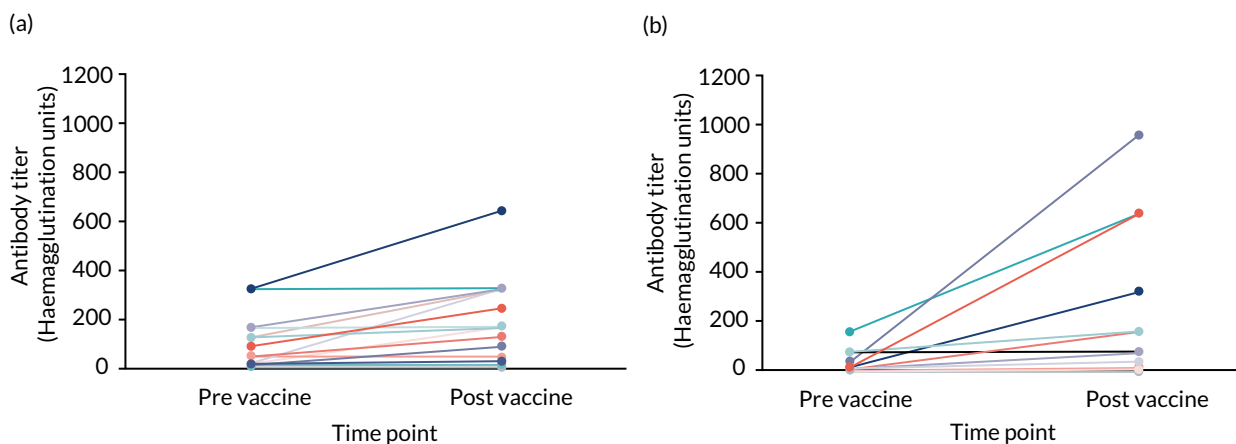 (a)
Antibody titer
(Haemagglutination units)
1200
1000
800
600
400
200
0
Pre vaccine
Post vaccine
Time point
(b)
Antibody titer
(Haemagglutination units)
1200
1000
800
600
400
200
0
Pre vaccine
Post vaccine
Time point